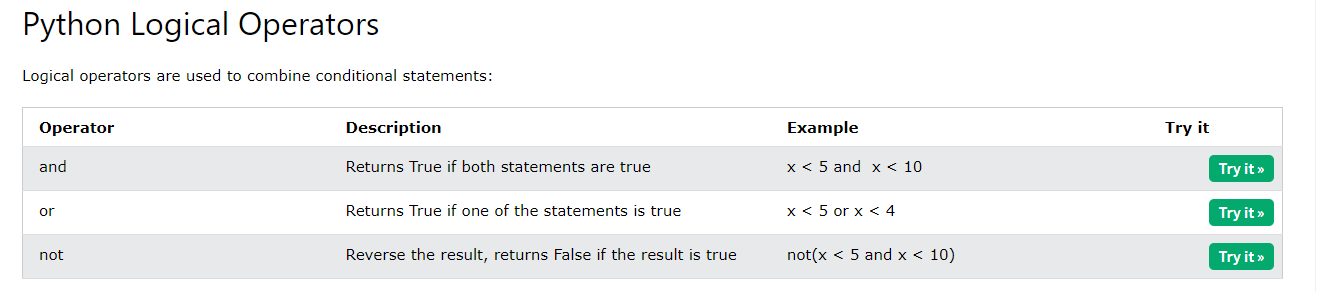 Python Logical Operators
Logical operators are used to combine conditional statements:
Operator Description Example Try it
and Returns True if both statements are true x < 5 and  x < 10 Try it »
or Returns True if one of the statements is true x < 5 or x < 4 Try it »
not Reverse the result, returns False if the result is true not(x < 5 and x < 10) Try it »